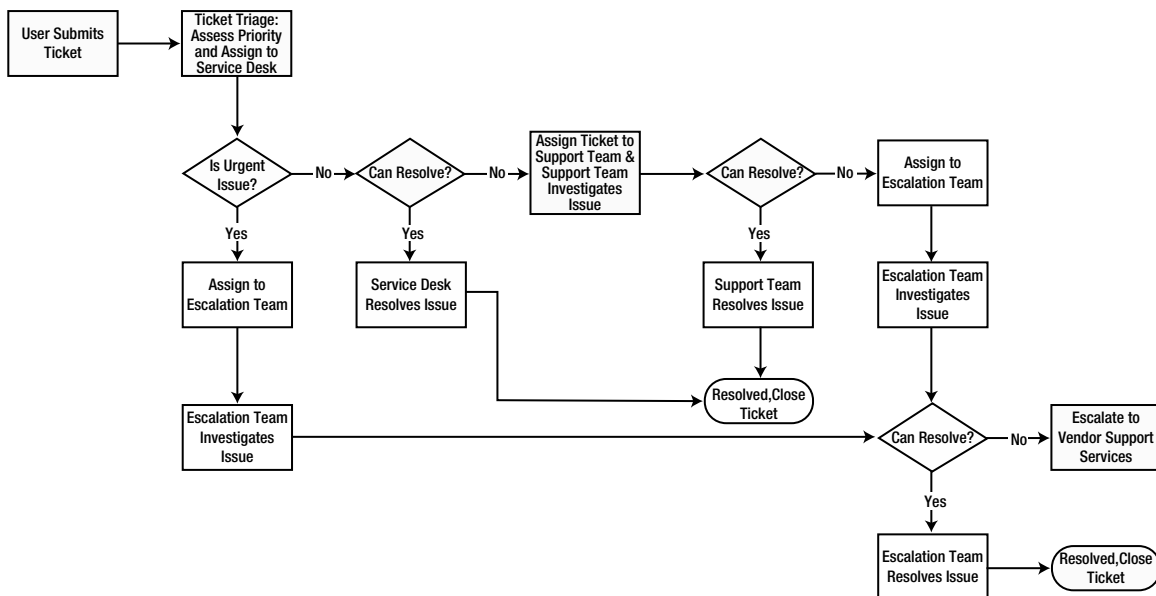 User Submits
Ticket
Ticket Triage:
Assess Priority
and Assign to
Service Desk
Is Urgent
Issue?
No
Can Resolve?
No
Assign Ticket to
Support Team &
Support Team
Investigates
Issue
Can Resolve?
No
Assign to
Escalation Team
Yes
Yes
Yes
Assign to
Escalation Team
Service Desk
Resolves Issue
Support Team
Resolves Issue
Escalation Team
Investigates
Issue
Resolved,Close
Ticket
Escalation Team
Investigates
Issue
Can Resolve?
No
Escalate to
Vendor Support
Services
Yes
Escalation Team
Resolves Issue
Resolved,Close
Ticket